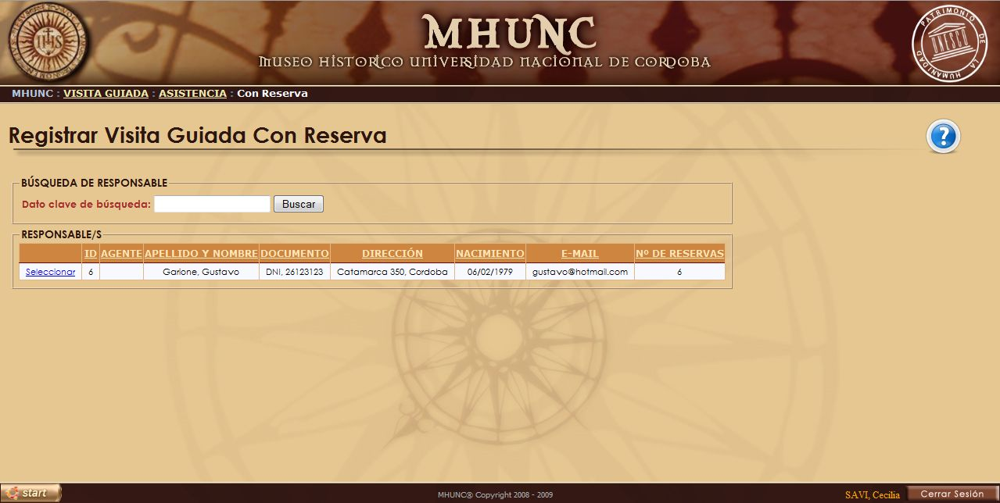 MHUNC
MUSEO HISTORICO UNIVERSIDAD NACIONAL DE CORDOBA
IHS
PATRIMONIO DE LA HUMANIDAD
UNESCO
MHUNC : VISITA GUIADA : ASISTENCIA : Con Reserva
Registrar Visita Guiada Con Reserva
?
BÚSQUEDA DE RESPONSABLE
Dato clave de búsqueda: Buscar
RESPONSABLE/S
ID AGENTE APELLIDO Y NOMBRE DOCUMENTO DIRECCIÓN NACIMIENTO E-MAIL Nº DE RESERVAS
Seleccionar 6 Garione, Gustavo DNI, 26123123 Catamarca 350, Cordoba 06/02/1979 gustavo@hotmail.com 6
start MHUNC® Copyright 2008 - 2009 SAVI, Cecilia Cerrar Sesión